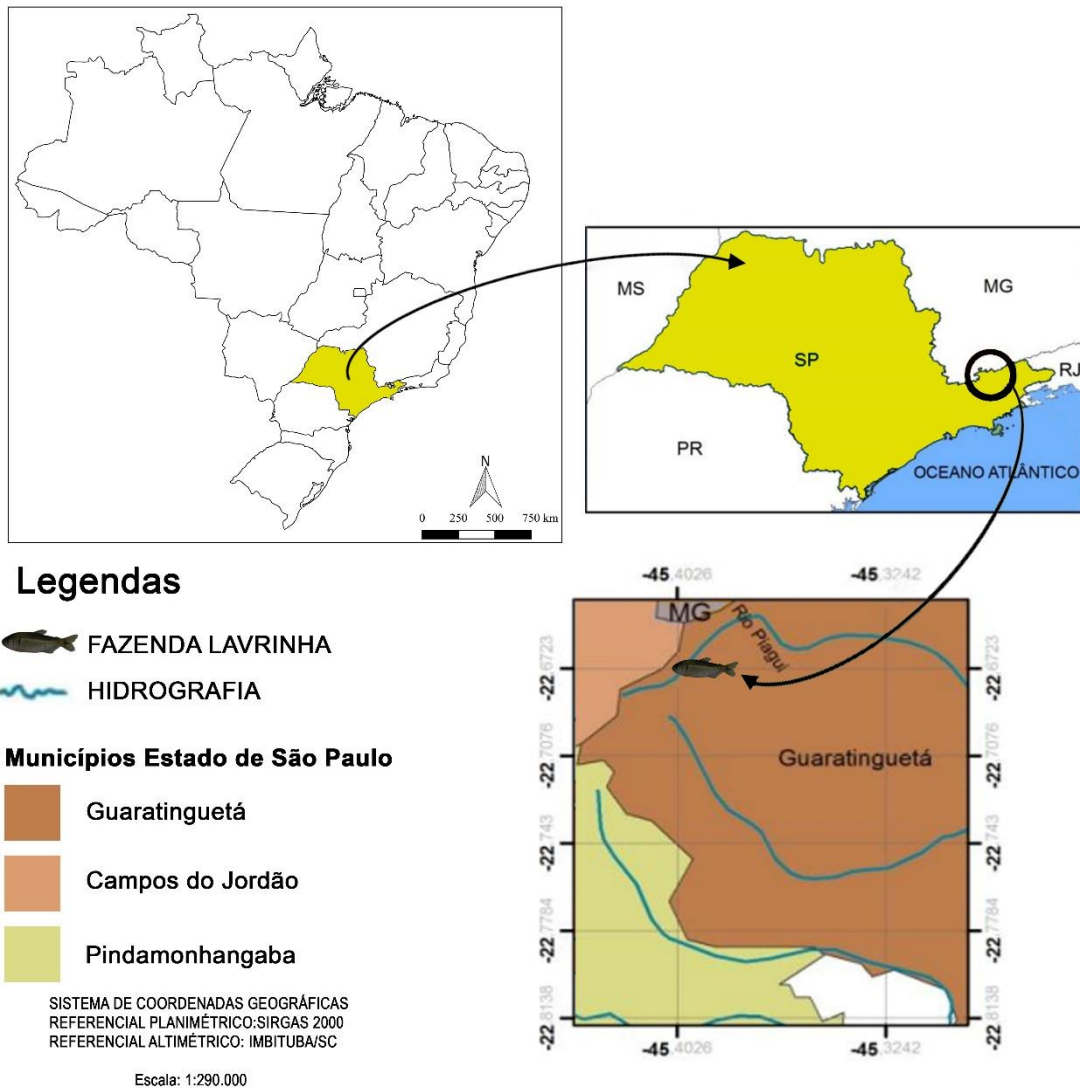 N
0 250 500 750 km
MS
MG
SP
RJ
PR
OCEANO ATLÂNTICO
Legendas
FAZENDA LAVRINHA
HIDROGRAFIA
Municípios Estado de São Paulo
Guaratinguetá
Campos do Jordão
Pindamonhangaba
SISTEMA DE COORDENADAS GEOGRÁFICAS
REFERENCIAL PLANIMÉTRICO:SIRGAS 2000
REFERENCIAL ALTIMÉTRICO: IMBITUBA/SC
Escala: 1:290.000
-45.4026 -45.3242
MG
Rio Piagui
Guaratinguetá
-22.6723
-22.7076
-22.743
-22.7784
-22.8138
-22.6723
-22.7076
-22.743
-22.7784
-22.8138
-45.4026 -45.3242